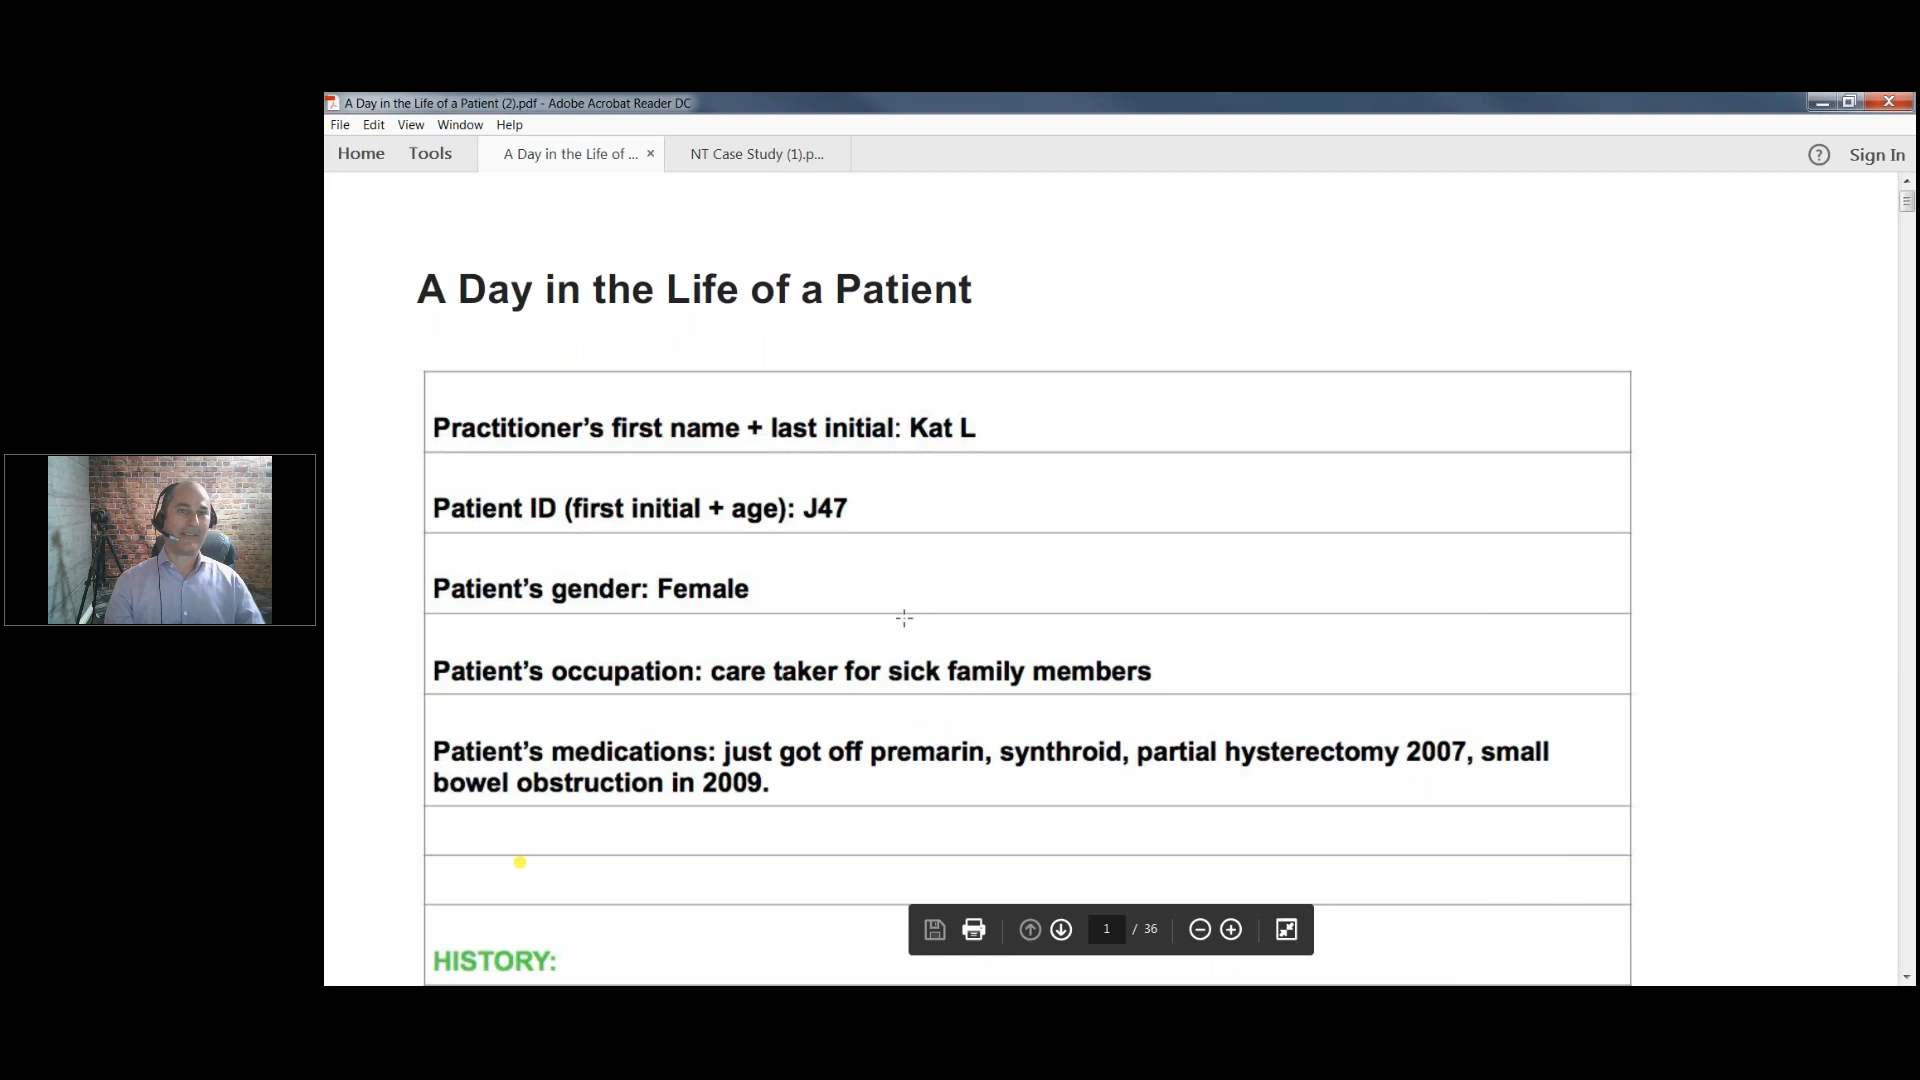 A Day in the Life of a Patient (2).pdf - Adobe Acrobat Reader DC
File Edit View Window Help
Home Tools A Day in the Life of ... × NT Case Study (1).p... ? Sign In
A Day in the Life of a Patient
Practitioner’s first name + last initial: Kat L
Patient ID (first initial + age): J47
Patient’s gender: Female
Patient’s occupation: care taker for sick family members
Patient’s medications: just got off premarin, synthroid, partial hysterectomy 2007, small
bowel obstruction in 2009.
1 / 36
HISTORY: